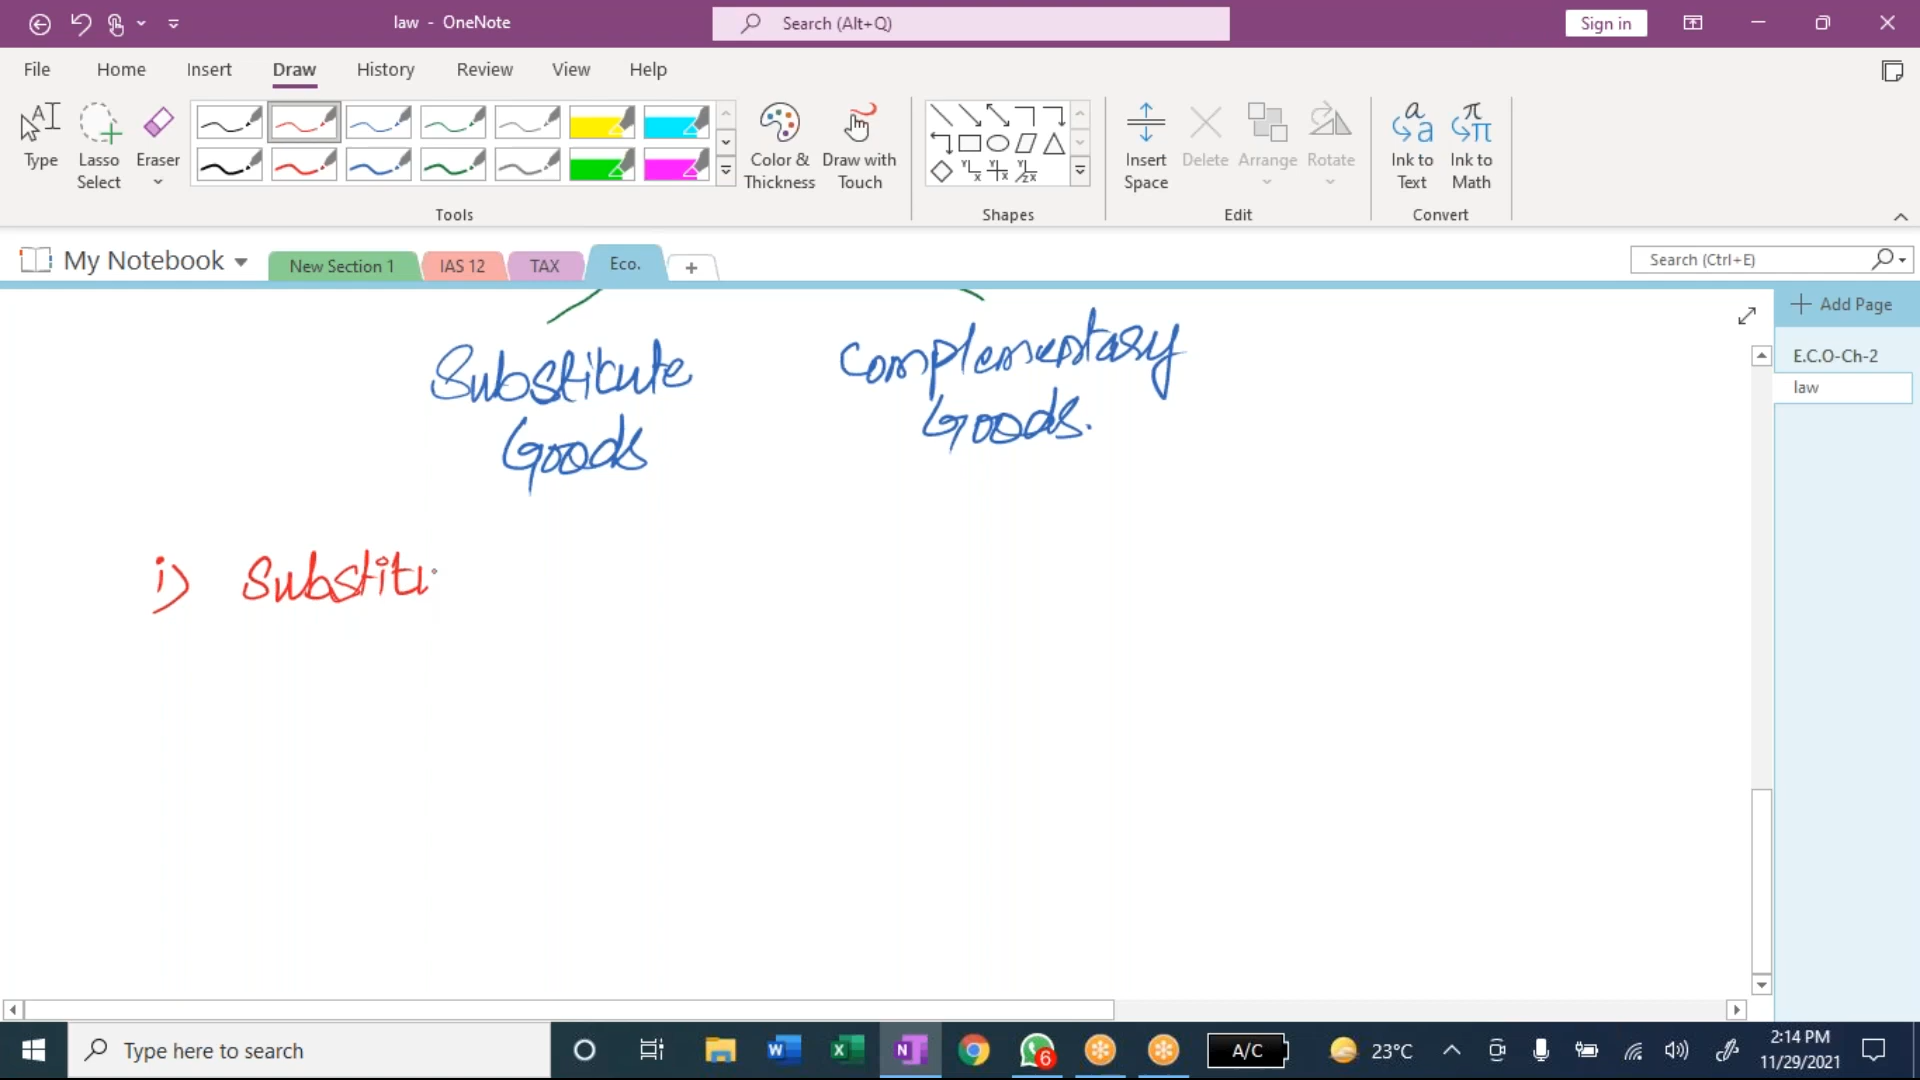 law - OneNote
Search (Alt+Q)
Sign in
File Home Insert Draw History Review View Help
Type
Lasso Select
Eraser
Color & Thickness
Draw with Touch
Insert Space
Delete
Arrange
Rotate
Ink to Text
Ink to Math
Tools
Shapes
Edit
Convert
My Notebook
New Section 1
IAS 12
TAX
Eco.
Search (Ctrl+E)
Add Page
E.C.O-Ch-2
law
Substitute
Goods
Complementary
Goods.
i) Substitu
Type here to search
6
A/C
23°C
2:14 PM
11/29/2021